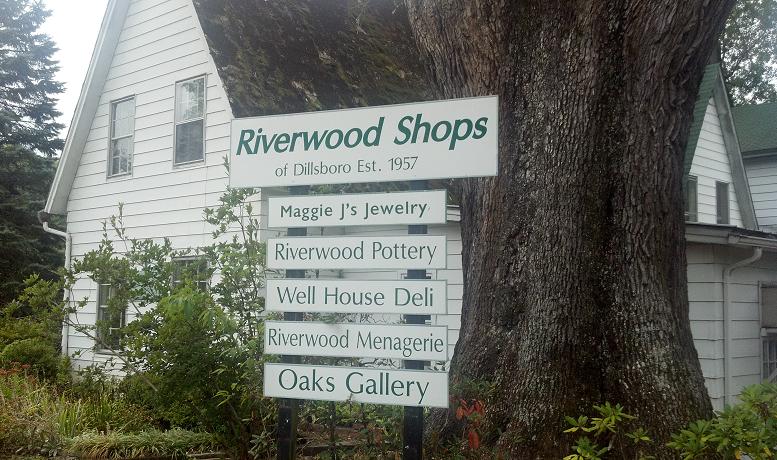 Riverwood Shops
of Dillsboro Est. 1957
Maggie J's Jewelry
Riverwood Pottery
Well House Deli
Riverwood Menagerie
Oaks Gallery